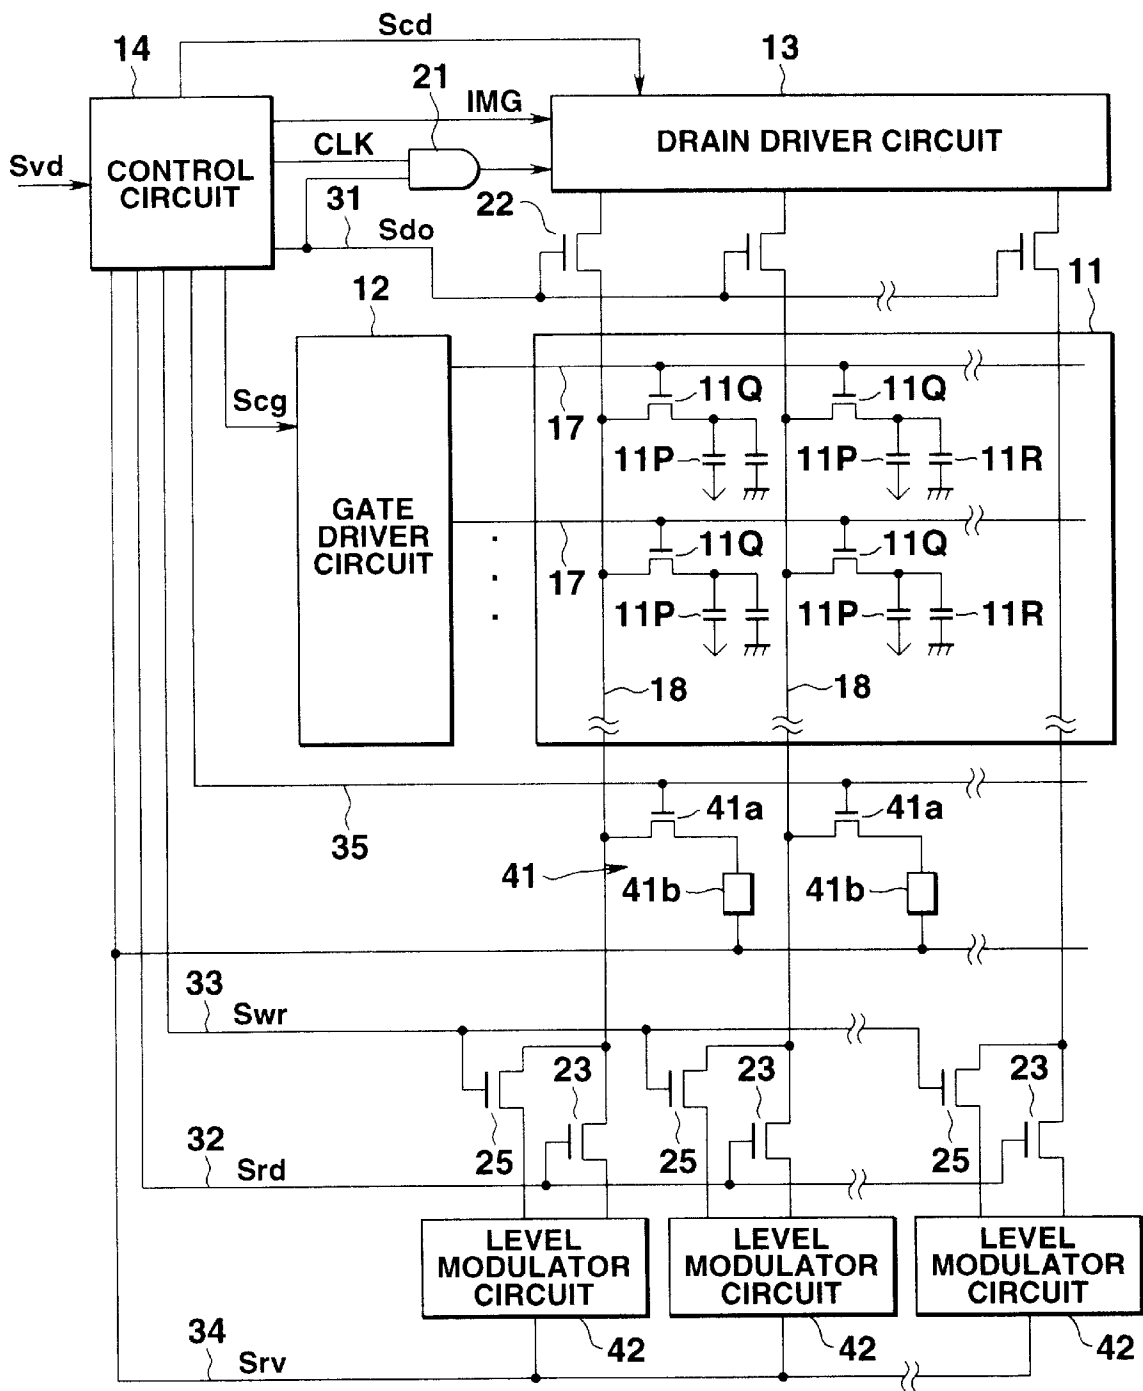 Scd
14
21
13
IMG
CLK
DRAIN DRIVER CIRCUIT
Svd
CONTROL
CIRCUIT
31
Sdo
22
12
11
Scg
17
11Q
11Q
11P
11P
11R
GATE
DRIVER
CIRCUIT
17
11Q
11Q
11P
11P
11R
18
18
35
41a
41a
41
41b
41b
33
Swr
23
23
23
25
25
25
32
Srd
LEVEL
MODULATOR
CIRCUIT
LEVEL
MODULATOR
CIRCUIT
LEVEL
MODULATOR
CIRCUIT
34
Srv
42
42
42